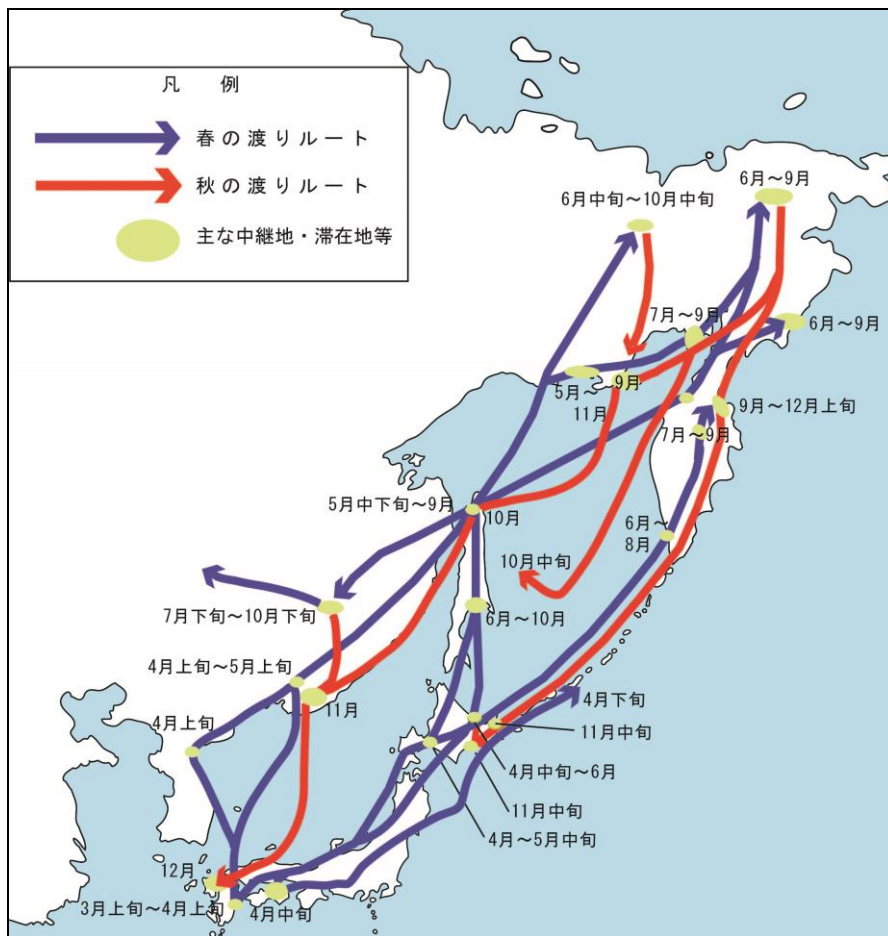 凡 例
春の渡りルート
秋の渡りルート
主な中継地・滞在地等
6月〜9月
6月中旬〜10月中旬
7月〜9月
6月〜9月
5月〜
11月
9月
9月〜12月上旬
7月〜9月
5月中下旬〜9月
10月
6月〜
8月
10月中旬
7月下旬〜10月下旬
6月〜10月
4月上旬〜5月上旬
11月
4月下旬
4月上旬
11月中旬
4月中旬〜6月
11月中旬
4月〜5月中旬
12月
3月上旬〜4月上旬
4月中旬